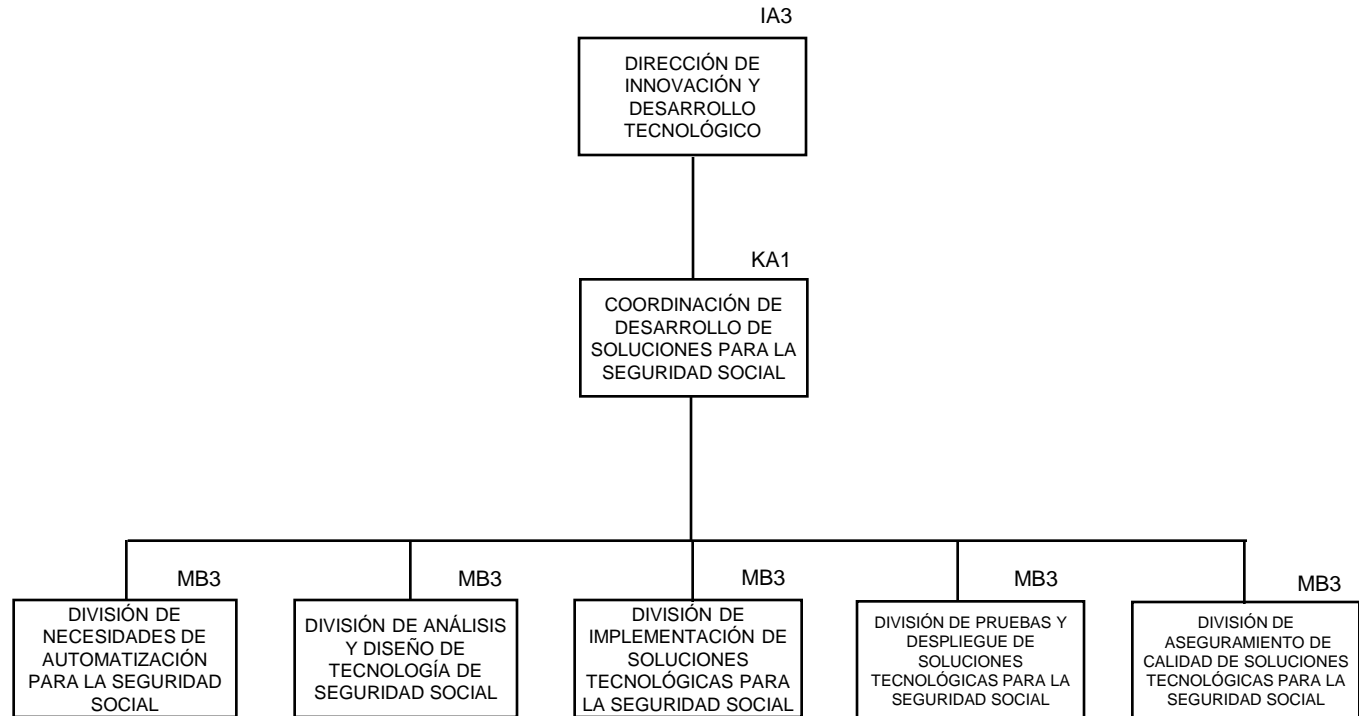 IA3
DIRECCIÓN DE
INNOVACIÓN Y
DESARROLLO
TECNOLÓGICO
KA1
COORDINACIÓN DE
DESARROLLO DE
SOLUCIONES PARA LA
SEGURIDAD SOCIAL
MB3
DIVISIÓN DE
NECESIDADES DE
AUTOMATIZACIÓN
PARA LA SEGURIDAD
SOCIAL
MB3
DIVISIÓN DE ANÁLISIS
Y DISEÑO DE
TECNOLOGÍA DE
SEGURIDAD SOCIAL
MB3
DIVISIÓN DE
IMPLEMENTACIÓN DE
SOLUCIONES
TECNOLÓGICAS PARA
LA SEGURIDAD SOCIAL
MB3
DIVISIÓN DE PRUEBAS Y
DESPLIEGUE DE
SOLUCIONES
TECNOLÓGICAS PARA LA
SEGURIDAD SOCIAL
MB3
DIVISIÓN DE
ASEGURAMIENTO DE
CALIDAD DE SOLUCIONES
TECNOLÓGICAS PARA LA
SEGURIDAD SOCIAL